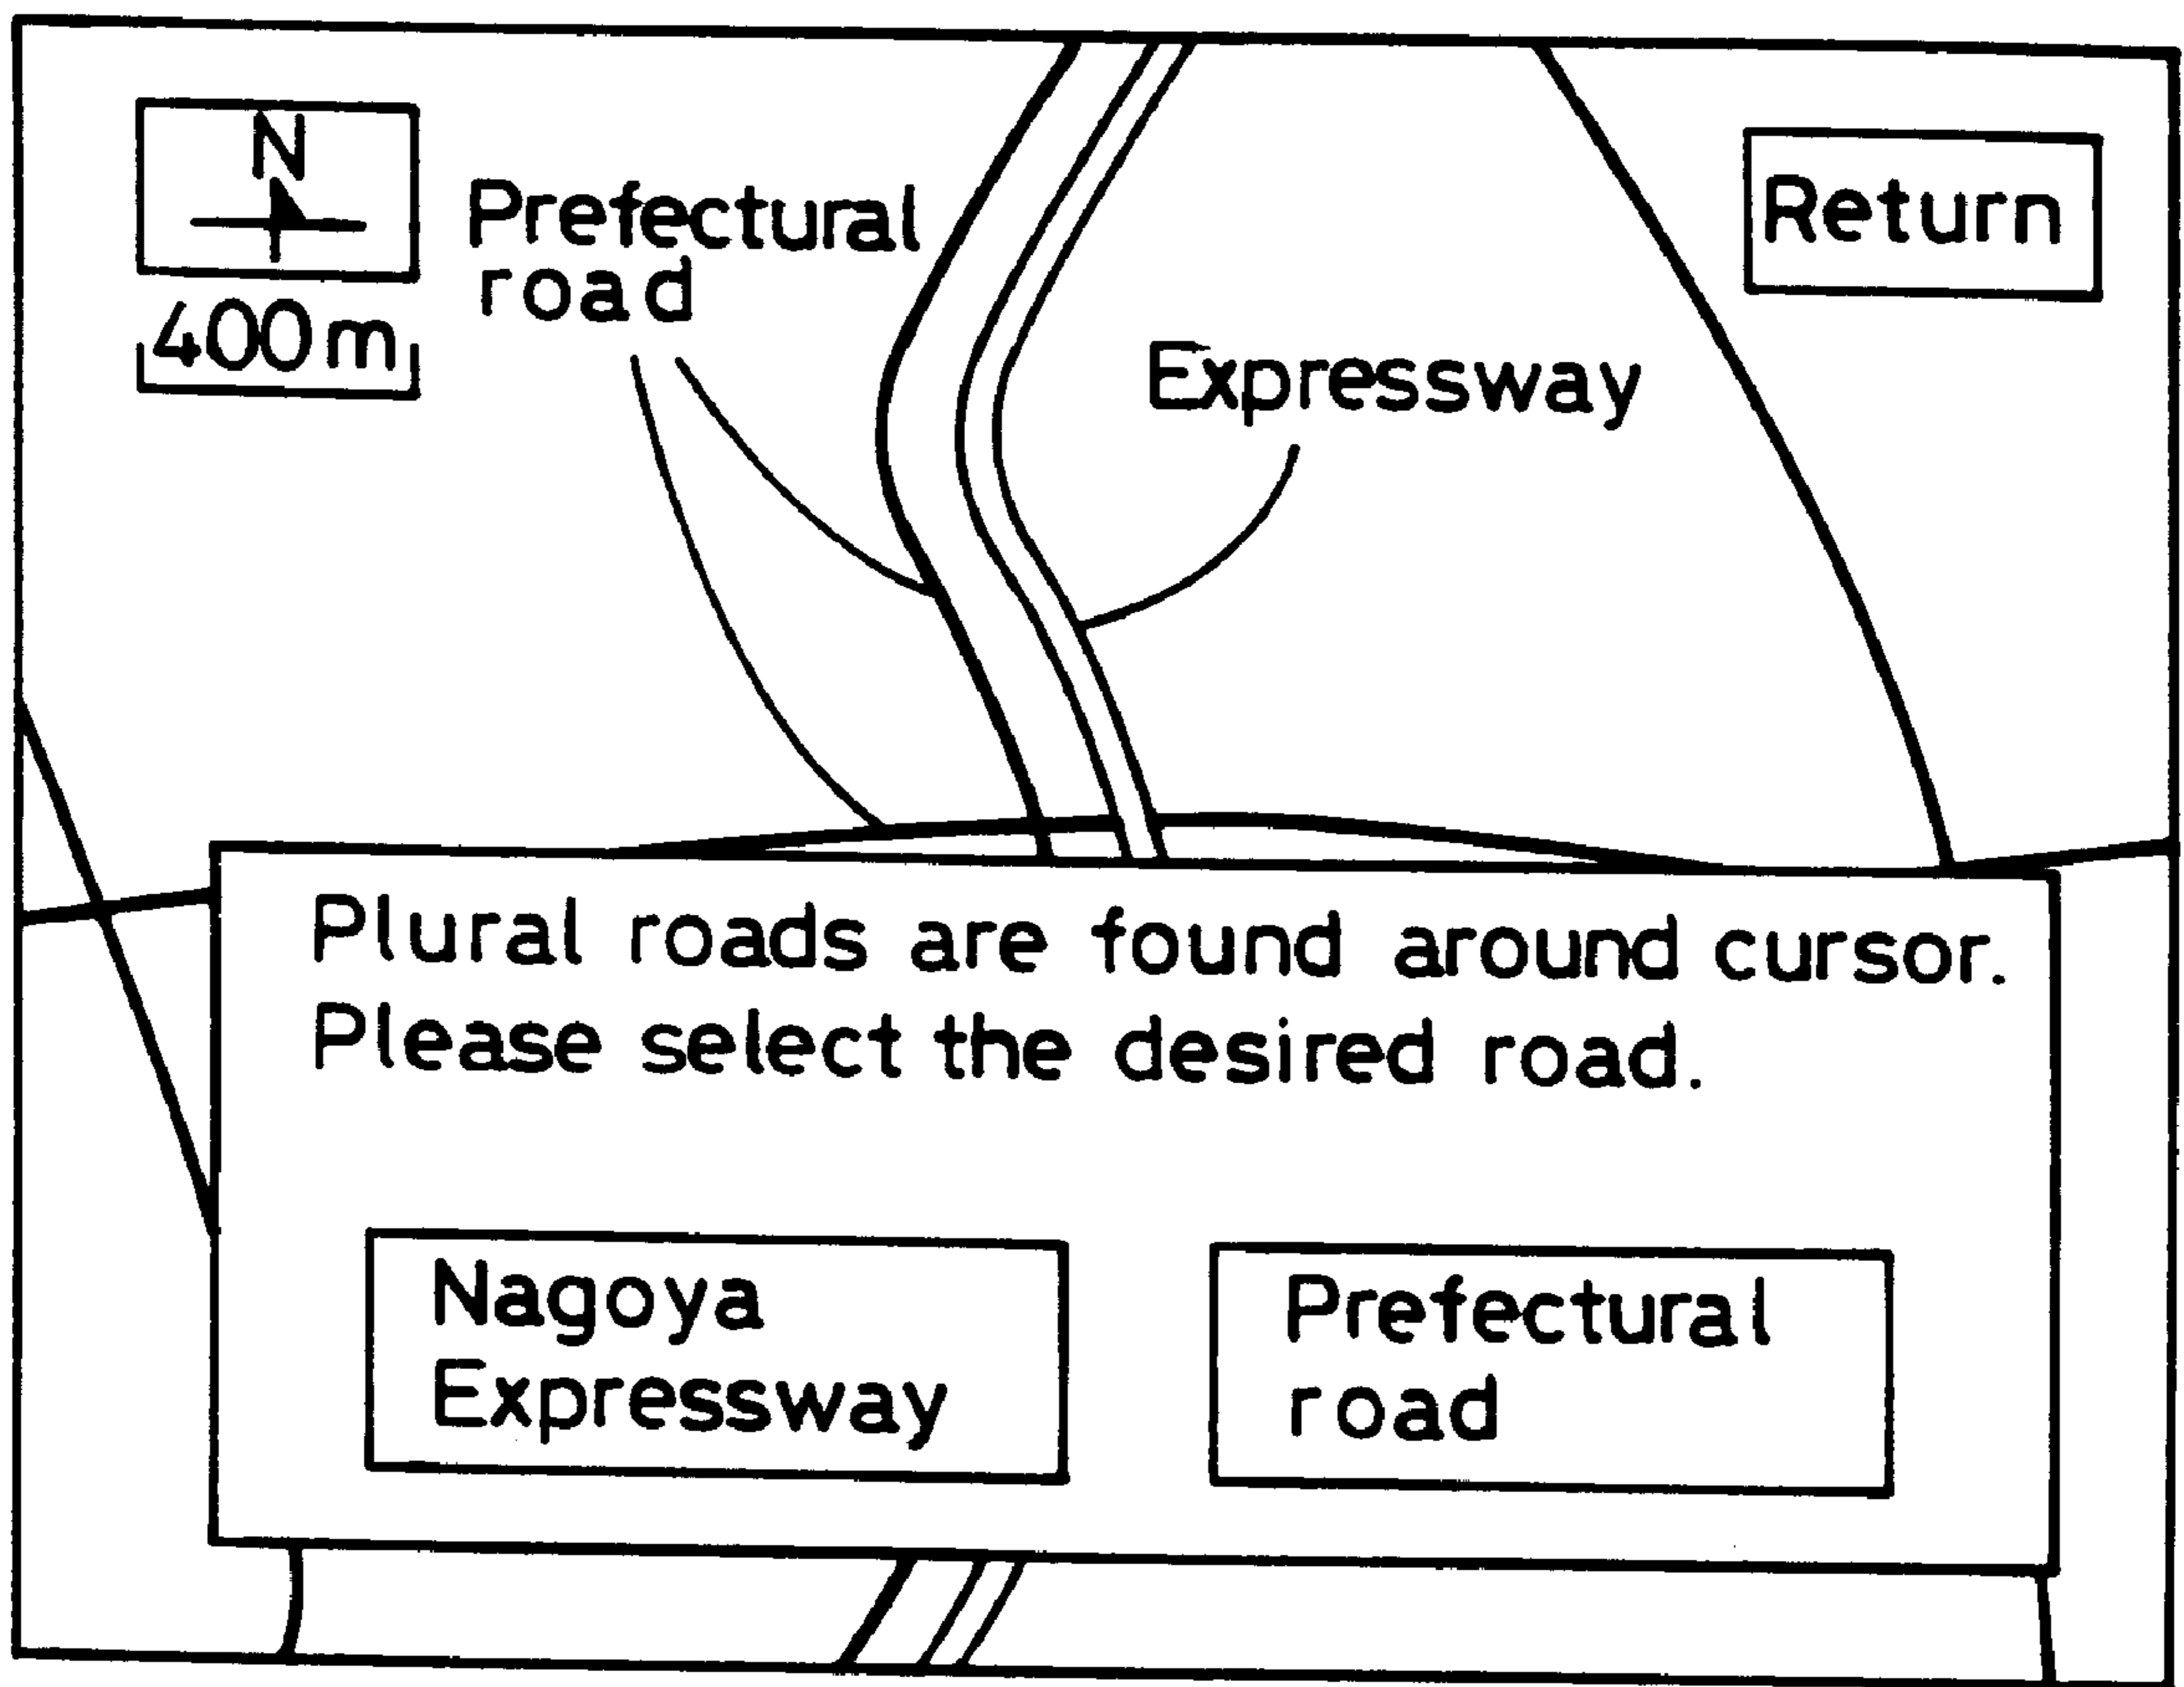 N
400m
Prefectural
road
Return
Expressway
Plural roads are found around cursor.
Please select the desired road.
Nagoya
Expressway
Prefectural
road